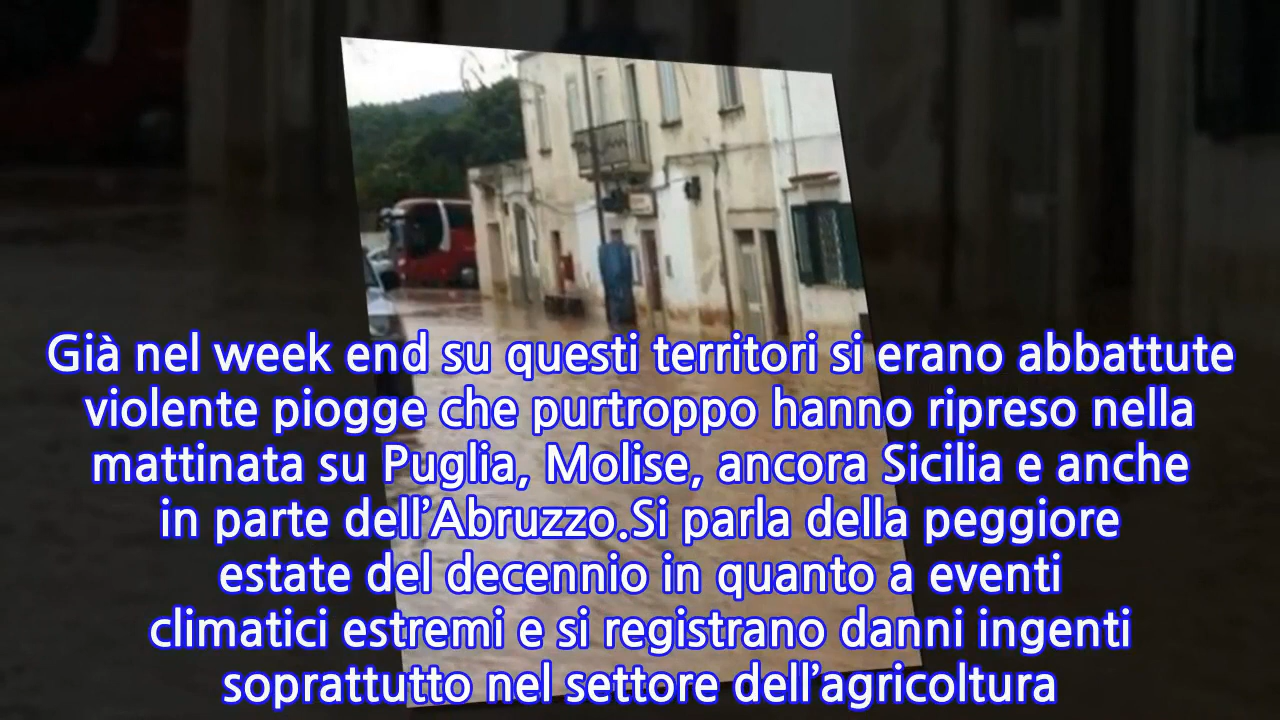 Già nel week end su questi territori si erano abbattute
violente piogge che purtroppo hanno ripreso nella
mattinata su Puglia, Molise, ancora Sicilia e anche
in parte dell’Abruzzo.Si parla della peggiore
estate del decennio in quanto a eventi
climatici estremi e si registrano danni ingenti
soprattutto nel settore dell’agricoltura